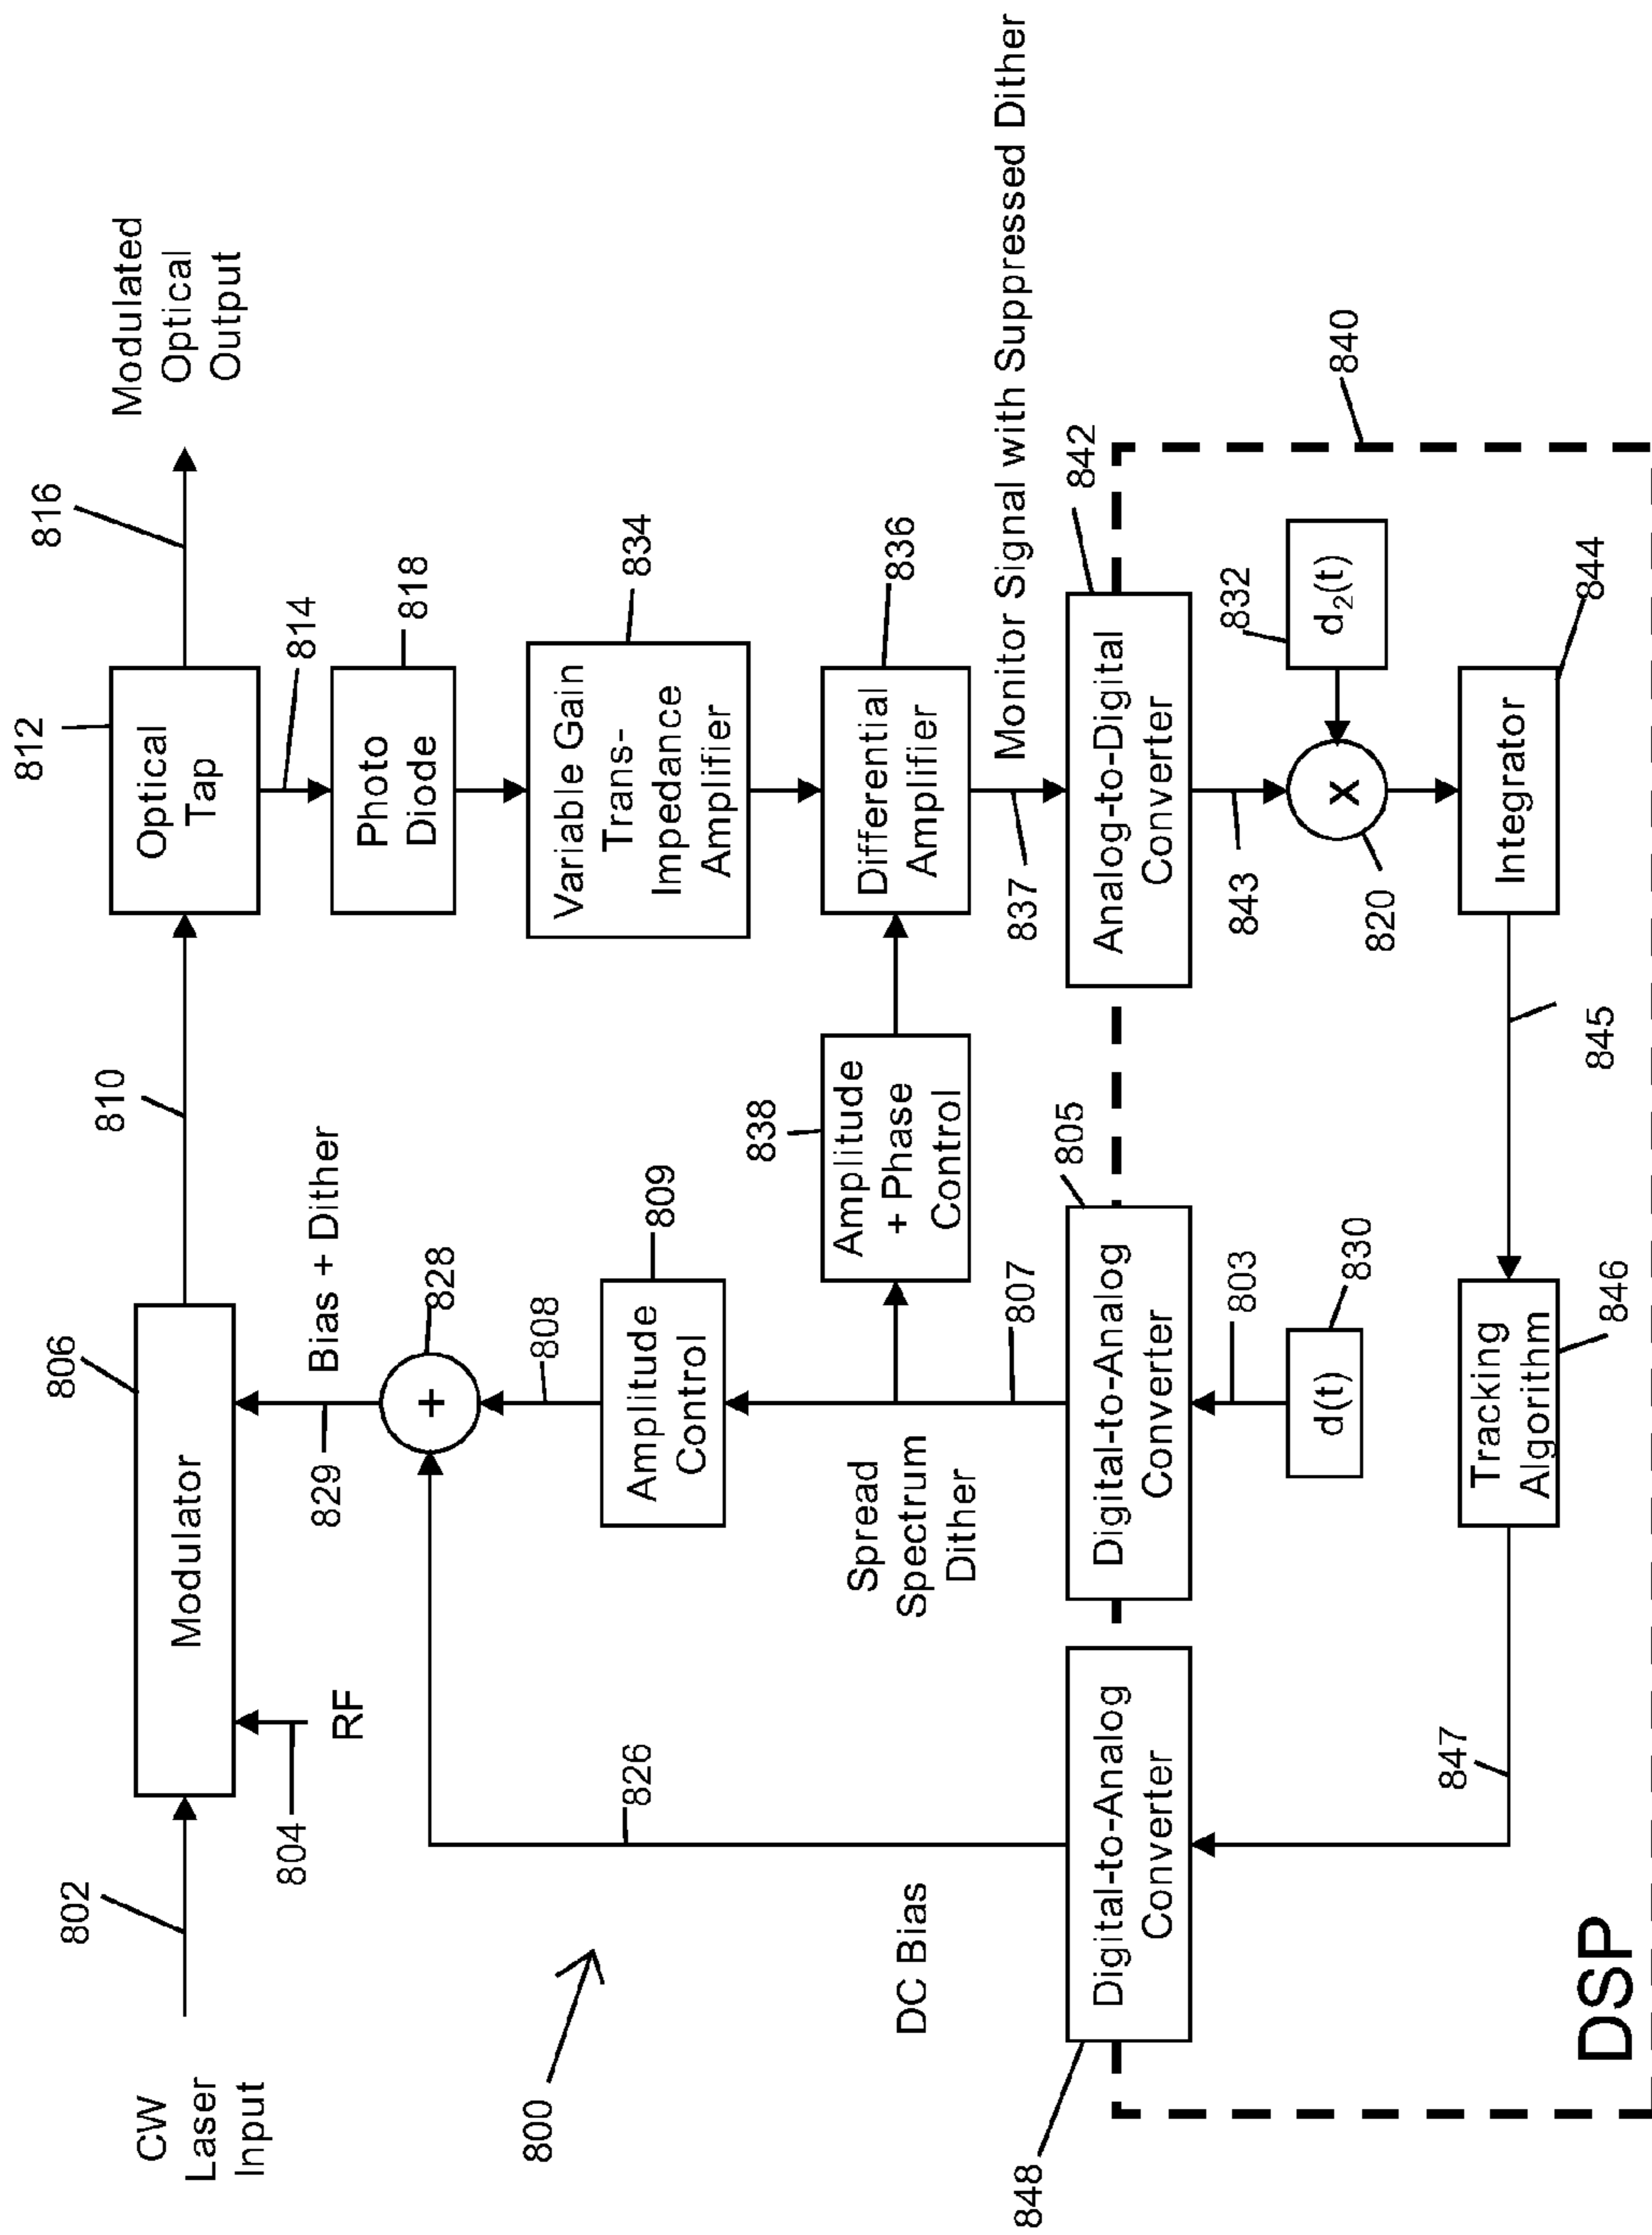 CW
Laser
Input
802
804
RF
806
Modulator
810
812
Optical
Tap
816
Modulated
Optical
Output
814
Photo
Diode
818
Bias + Dither
829
828
+
808
809
Amplitude
Control
826
800
DC Bias
Variable Gain
Trans-
Impedance
Amplifier
834
838
Amplitude
+ Phase
Control
Differential
Amplifier
836
Spread
Spectrum
Dither
807
837
Monitor Signal with Suppressed Dither
848
Digital-to-Analog
Converter
805
Digital-to-Analog
Converter
842
Analog-to-Digital
Converter
840
803
830
d(t)
843
820
x
832
d2(t)
847
Tracking
Algorithm
846
845
Integrator
844
DSP